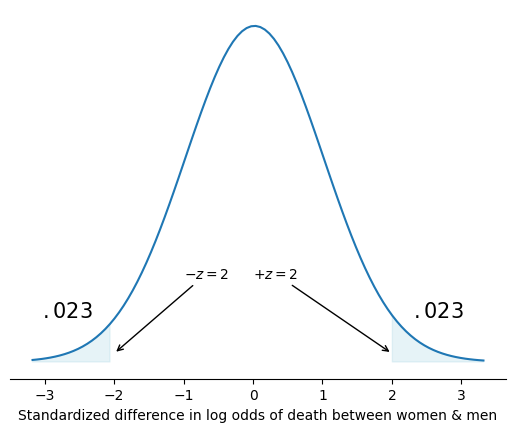 −z = 2
+z = 2
.023
.023
−3 −2 −1 0 1 2 3
Standardized difference in log odds of death between women & men